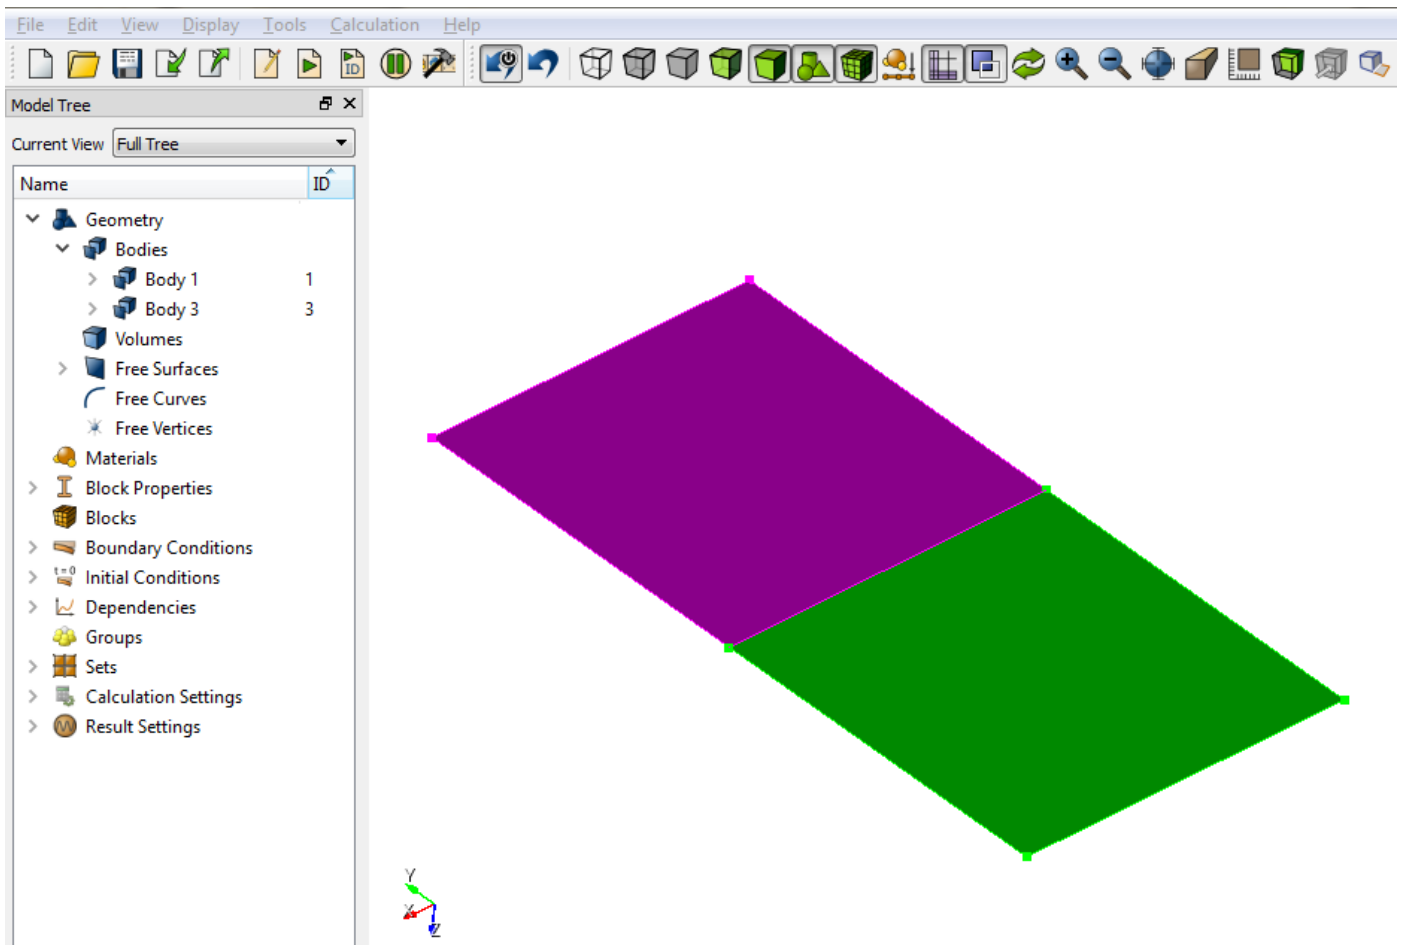 File Edit View Display Tools Calculation Help
ID
Model Tree
Current View Full Tree
Name ID
Geometry
Bodies
Body 1 1
Body 3 3
Volumes
Free Surfaces
Free Curves
Free Vertices
Materials
Block Properties
Blocks
Boundary Conditions
t=0 Initial Conditions
Dependencies
Groups
Sets
Calculation Settings
Result Settings
Y
X
Z